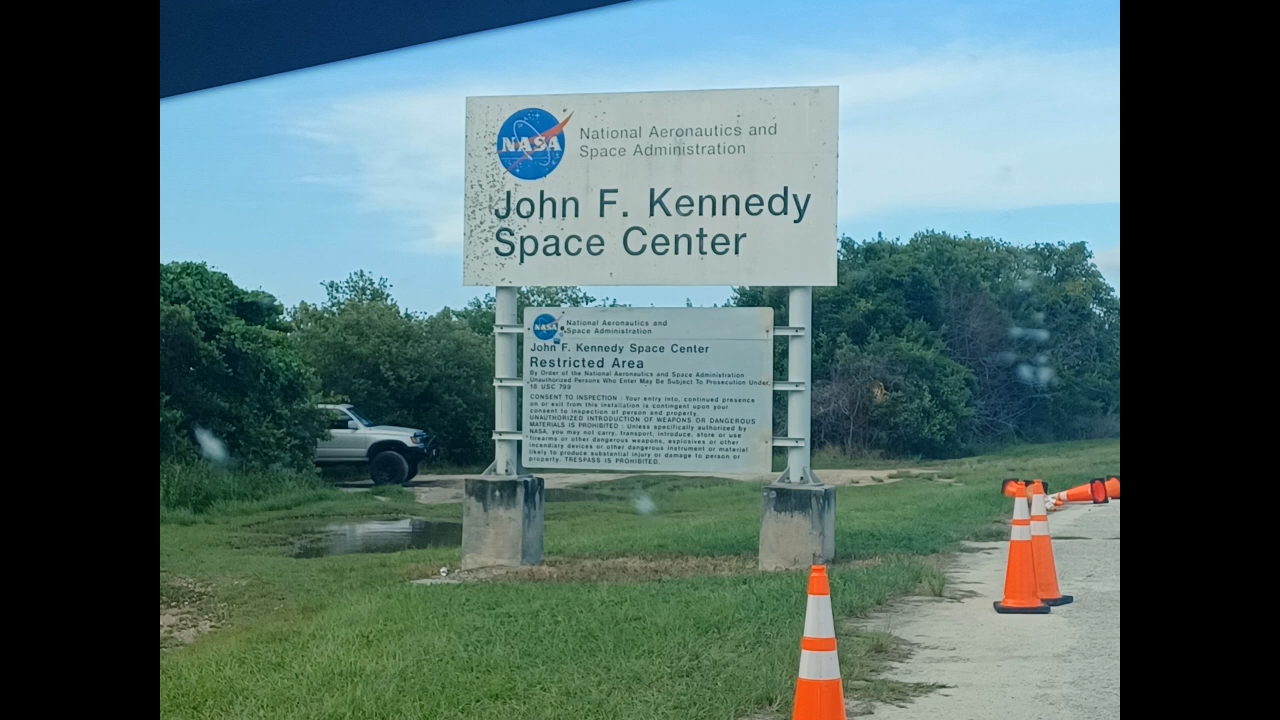 NASA
National Aeronautics and
Space Administration
John F. Kennedy
Space Center
NASA
National Aeronautics and
Space Administration
John F. Kennedy Space Center
Restricted Area
By Order of the National Aeronautics and Space Administration
Unauthorized Persons Who Enter May Be Subject To Prosecution Under
18 USC 799
CONSENT TO INSPECTION : Your entry into, continued presence
on or exit from this installation is contingent upon your
consent to inspection of person and property.
UNAUTHORIZED INTRODUCTION OF WEAPONS OR DANGEROUS
MATERIALS IS PROHIBITED : Unless specifically authorized by
NASA, you may not carry, transport, introduce, store or use
firearms or other dangerous weapons, explosives or other
incendiary devices or other dangerous instrument or material
likely to produce substantial injury or damage to person or
property. TRESPASS IS PROHIBITED.